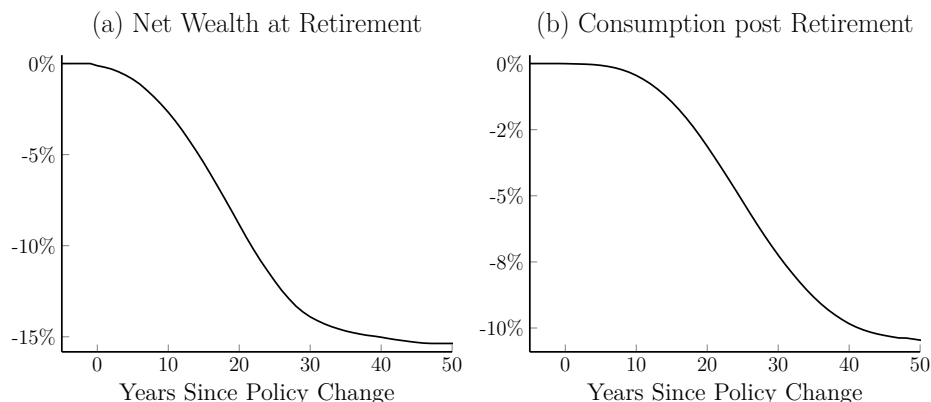 (a) Net Wealth at Retirement
0%
-5%
-10%
-15%
0 10 20 30 40 50
Years Since Policy Change
(b) Consumption post Retirement
0%
-2%
-5%
-8%
-10%
0 10 20 30 40 50
Years Since Policy Change